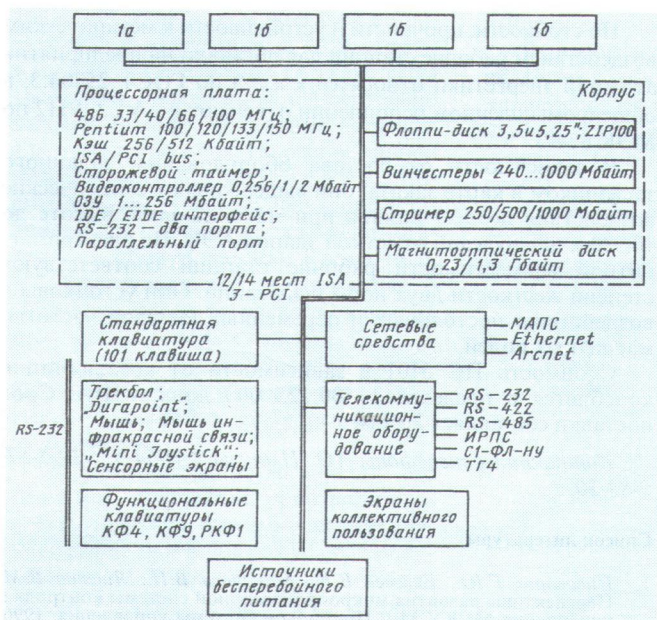 1а
1б
1б
1б
Процессорная плата:
486 33/40/66/100 МГц;
Pentium 100/120/133/150 МГц;
Кэш 256/512 Кбайт;
ISA/PCI bus;
Сторожевой таймер;
Видеоконтроллер 0,256/1/2 Мбайт
ОЗУ 1...256 Мбайт;
IDE/EIDE интерфейс;
RS-232 – два порта;
Параллельный порт
Корпус
Флоппи-диск 3,5 и 5,25"; ZIP100
Винчестеры 240...1000 Мбайт
Стример 250/500/1000 Мбайт
Магнитооптический диск
0,23/1,3 Гбайт
12/14 мест ISA
3-PCI
Стандартная
клавиатура
(101 клавиша)
Сетевые
средства
МАПС
Ethernet
Arcnet
RS-232
Трекбол;
Durapoint;
Мышь; Мышь ин-
фракрасной связи;
„Mini Joystick";
Сенсорные экраны
Телекомму-
никацион-
ное обору-
дование
RS-232
RS-422
RS-485
ИРПС
С1-ФЛ-НУ
ТГ4
Функциональные
клавиатуры
КФ4, КФ9, РКФ1
Экраны
коллективного
пользования
Источники
бесперебойного
питания